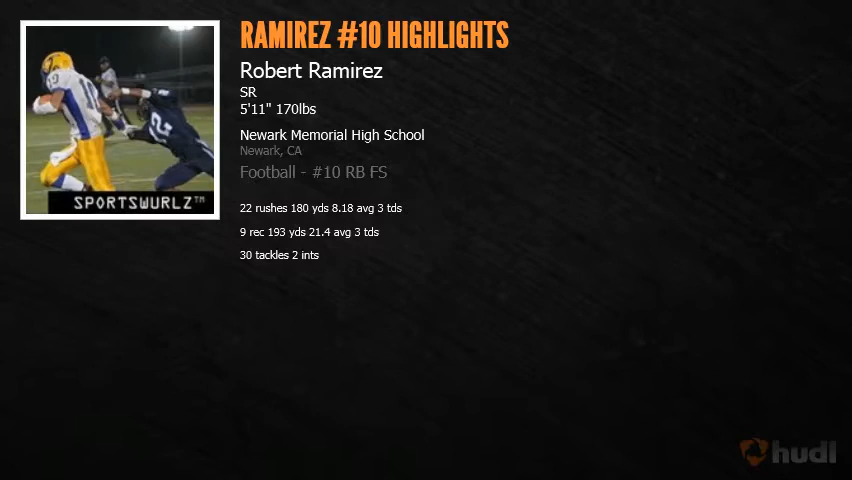 RAMIREZ #10 HIGHLIGHTS
Robert Ramirez
SR
5'11" 170lbs
Newark Memorial High School
Newark, CA
Football - #10 RB FS
22 rushes 180 yds 8.18 avg 3 tds
9 rec 193 yds 21.4 avg 3 tds
30 tackles 2 ints
10
2
SPORTSWURLZ™
hudl